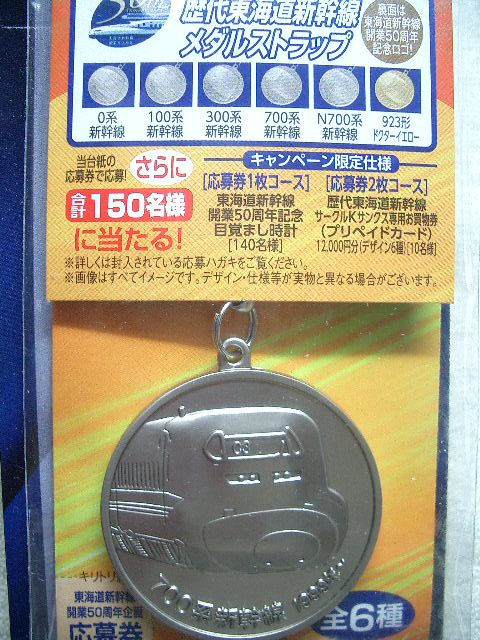 50th
歴代東海道新幹線
メダルストラップ
裏面は
東海道新幹線
開業50周年
記念ロゴ!
0系
新幹線
100系
新幹線
300系
新幹線
700系
新幹線
N700系
新幹線
923形
ドクターイエロー
当台紙の
応募券で応募!
さらに
合計150名様
に当たる!
キャンペーン限定仕様
[応募券1枚コース]
東海道新幹線
開業50周年記念
目覚まし時計
[140名様]
[応募券2枚コース]
歴代東海道新幹線
サークルKサンクス専用お買物券
(プリペイドカード)
12,000円分(デザイン6種)[10名様]
※詳しくは封入されている応募ハガキをご覧ください。
※画像はすべてイメージです。デザイン・仕様等が実物と異なる場合がございます。
700系新幹線 1999年~
キリトリ
東海道新幹線
開業50周年企画
応募券
全6種